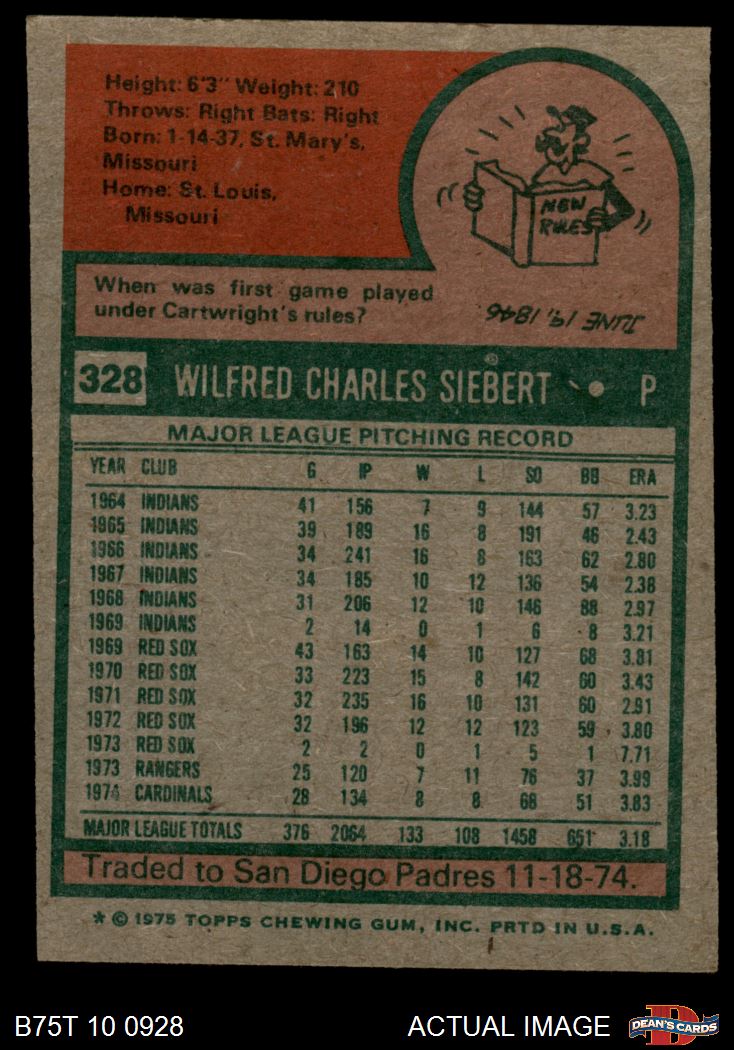 Height: 6'3" Weight: 210
Throws: Right Bats: Right
Born: 1-14-37, St. Mary's,
Missouri
Home: St. Louis,
Missouri
NEW
RULES
When was first game played
under Cartwright's rules?
JUNE 19, 1846
328 WILFRED CHARLES SIEBERT ® • P
MAJOR LEAGUE PITCHING RECORD
YEAR CLUB G IP W L SO BB ERA
1964 INDIANS 41 156 7 9 144 57 3.23
1965 INDIANS 39 189 16 8 191 46 2.43
1966 INDIANS 34 241 16 8 163 62 2.80
1967 INDIANS 34 185 10 12 136 54 2.38
1968 INDIANS 31 206 12 10 146 88 2.97
1969 INDIANS 2 14 0 1 6 8 3.21
1969 RED SOX 43 163 14 10 127 68 3.81
1970 RED SOX 33 223 15 8 142 60 3.43
1971 RED SOX 32 235 16 10 131 60 2.91
1972 RED SOX 32 196 12 12 123 59 3.80
1973 RED SOX 2 2 0 1 5 1 7.71
1973 RANGERS 25 120 7 11 76 37 3.99
1974 CARDINALS 28 134 8 8 68 51 3.83
MAJOR LEAGUE TOTALS 376 2064 133 108 1458 651 3.18
Traded to San Diego Padres 11-18-74.
* © 1975 TOPPS CHEWING GUM, INC. PRTD IN U.S.A.
B75T 10 0928 ACTUAL IMAGE DEAN'S CARDS